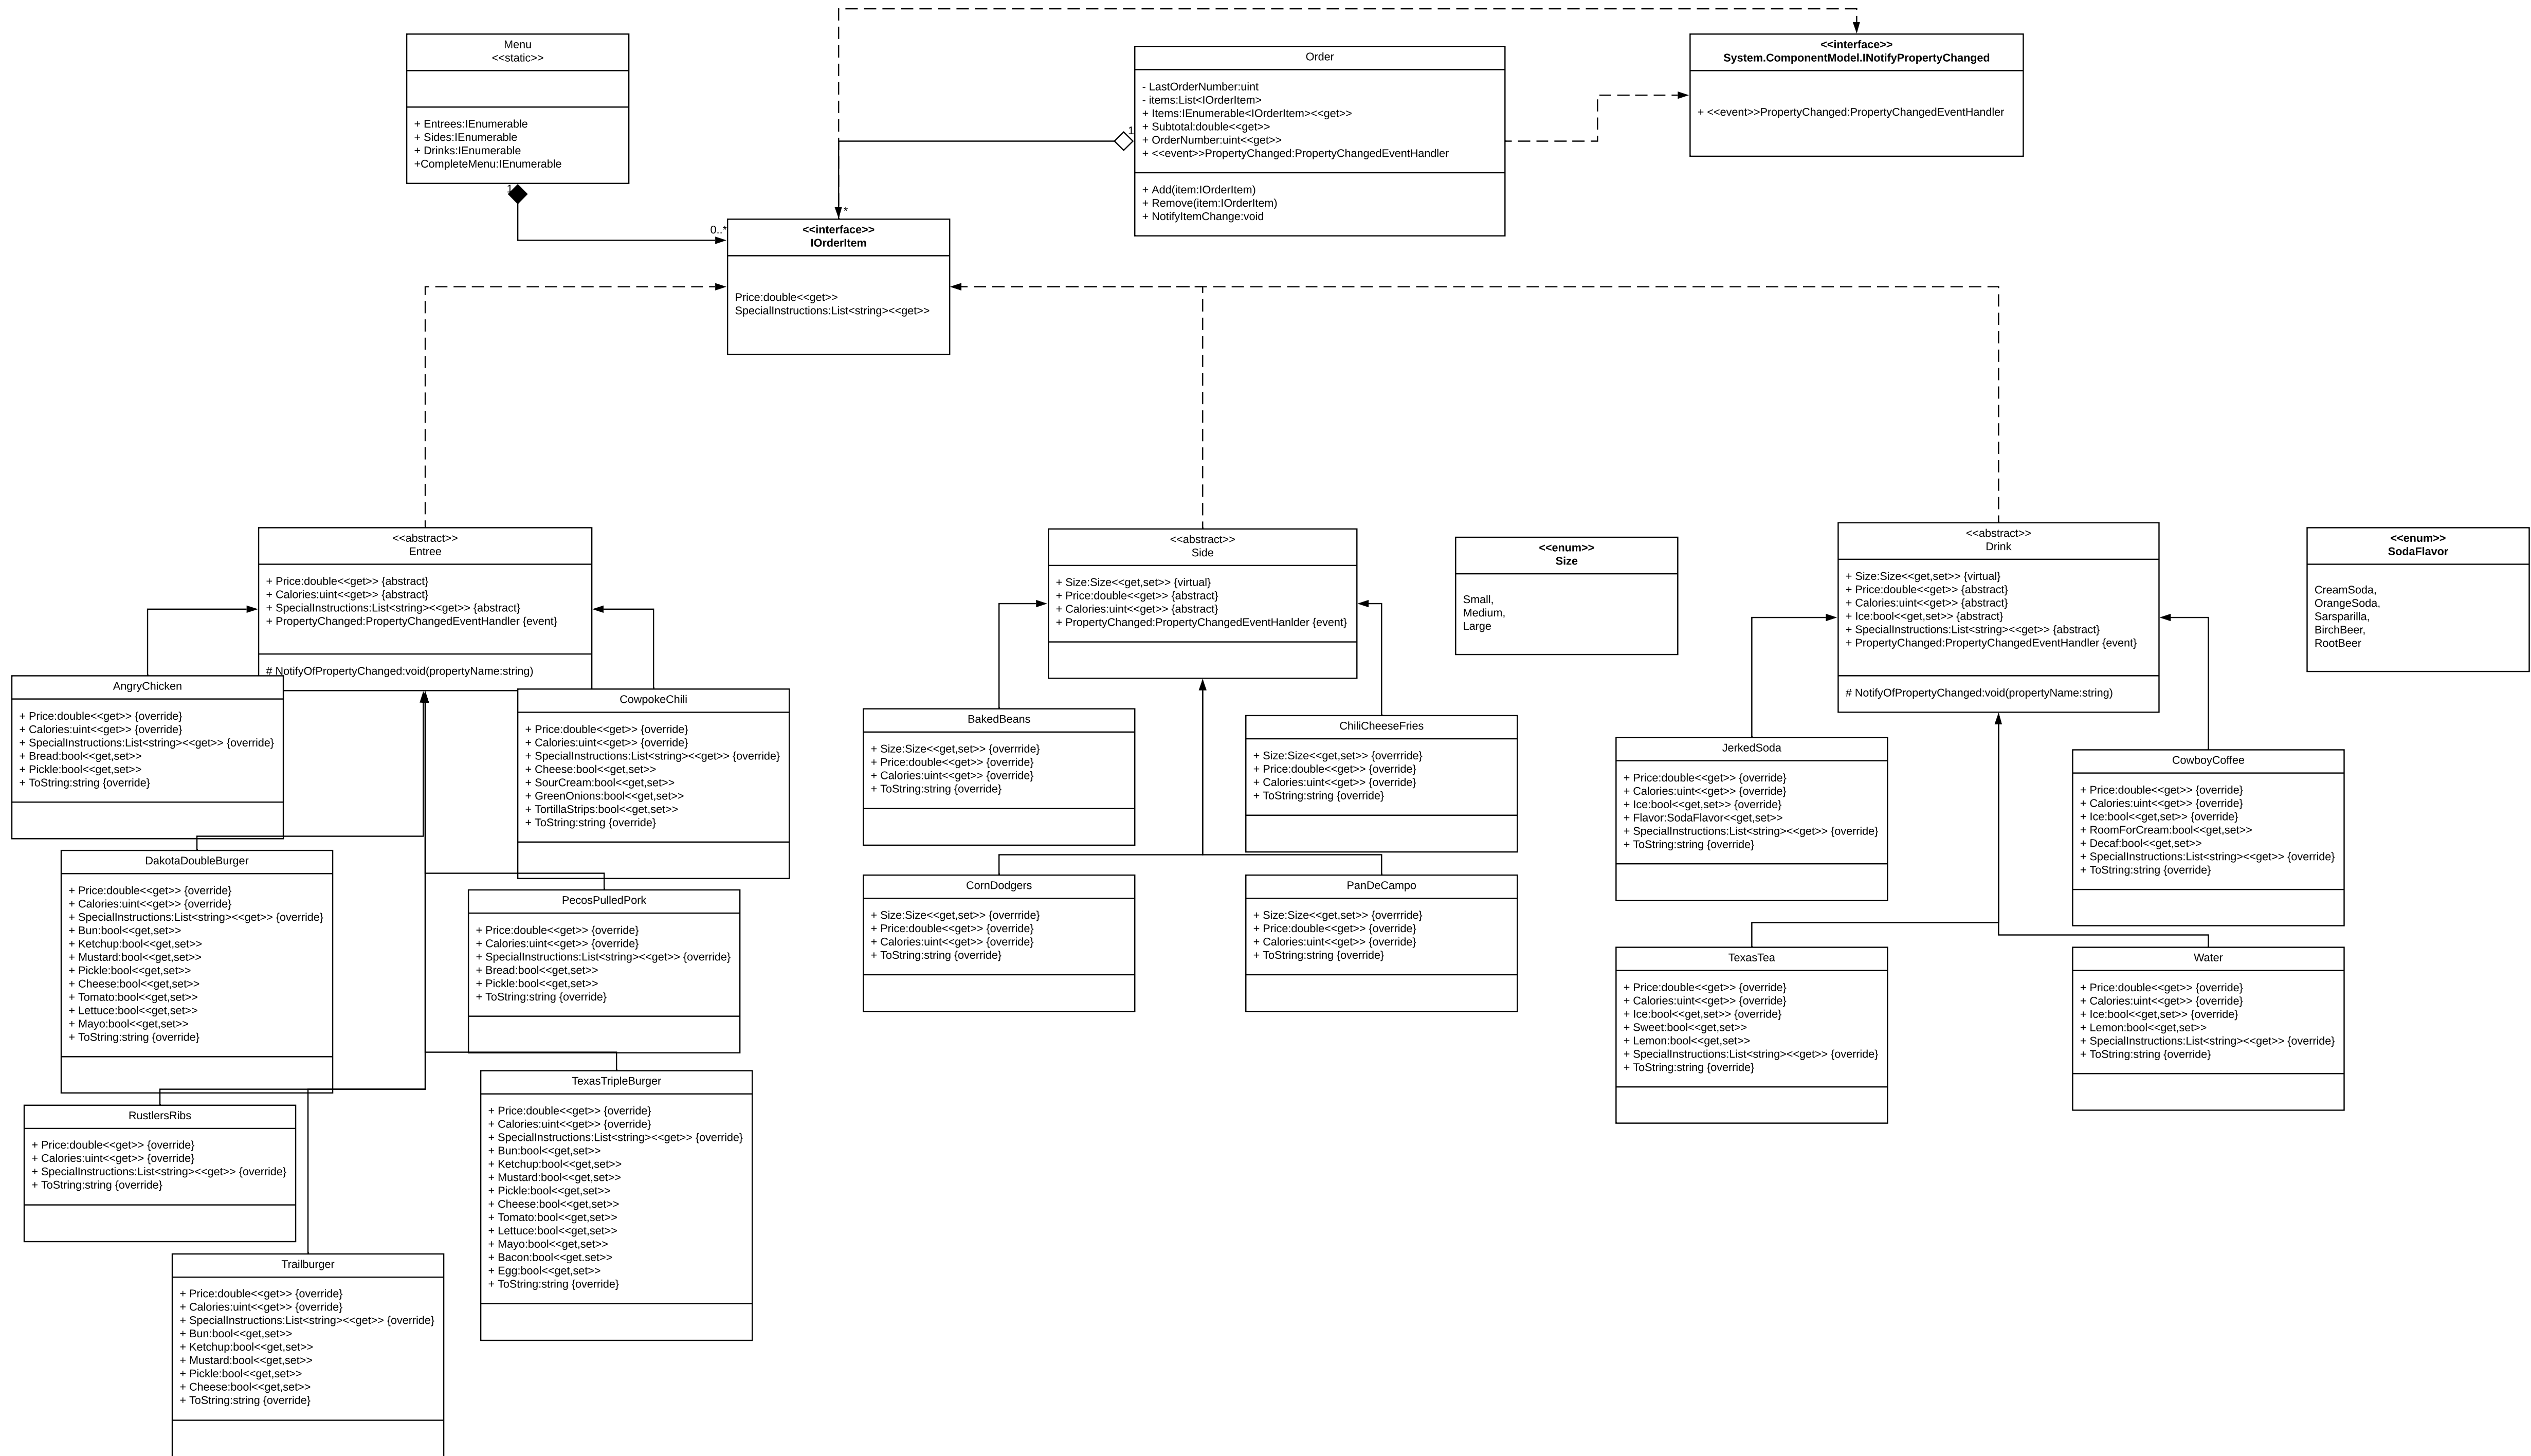 Menu
<<static>>
+ Entrees:IEnumerable
+ Sides:IEnumerable
+ Drinks:IEnumerable
+CompleteMenu:IEnumerable
1
0..*
*
1
Order
- LastOrderNumber:uint
- items:List<IOrderItem>
+ Items:IEnumerable<IOrderItem><<get>>
+ Subtotal:double<<get>>
+ OrderNumber:uint<<get>>
+ <<event>>PropertyChanged:PropertyChangedEventHandler
+ Add(item:IOrderItem)
+ Remove(item:IOrderItem)
+ NotifyItemChange:void
<<interface>>
System.ComponentModel.INotifyPropertyChanged
+ <<event>>PropertyChanged:PropertyChangedEventHandler
<<interface>>
IOrderItem
Price:double<<get>>
SpecialInstructions:List<string><<get>>
<<abstract>>
Entree
+ Price:double<<get>> {abstract}
+ Calories:uint<<get>> {abstract}
+ SpecialInstructions:List<string><<get>> {abstract}
+ PropertyChanged:PropertyChangedEventHandler {event}
# NotifyOfPropertyChanged:void(propertyName:string)
<<abstract>>
Side
+ Size:Size<<get,set>> {virtual}
+ Price:double<<get>> {abstract}
+ Calories:uint<<get>> {abstract}
+ PropertyChanged:PropertyChangedEventHanlder {event}
<<enum>>
Size
Small,
Medium,
Large
<<abstract>>
Drink
+ Size:Size<<get,set>> {virtual}
+ Price:double<<get>> {abstract}
+ Calories:uint<<get>> {abstract}
+ Ice:bool<<get,set>> {abstract}
+ SpecialInstructions:List<string><<get>> {abstract}
+ PropertyChanged:PropertyChangedEventHandler {event}
# NotifyOfPropertyChanged:void(propertyName:string)
<<enum>>
SodaFlavor
CreamSoda,
OrangeSoda,
Sarsparilla,
BirchBeer,
RootBeer
AngryChicken
+ Price:double<<get>> {override}
+ Calories:uint<<get>> {override}
+ SpecialInstructions:List<string><<get>> {override}
+ Bread:bool<<get,set>>
+ Pickle:bool<<get,set>>
+ ToString:string {override}
CowpokeChili
+ Price:double<<get>> {override}
+ Calories:uint<<get>> {override}
+ SpecialInstructions:List<string><<get>> {override}
+ Cheese:bool<<get,set>>
+ SourCream:bool<<get,set>>
+ GreenOnions:bool<<get,set>>
+ TortillaStrips:bool<<get,set>>
+ ToString:string {override}
BakedBeans
+ Size:Size<<get,set>> {overrride}
+ Price:double<<get>> {override}
+ Calories:uint<<get>> {override}
+ ToString:string {override}
ChiliCheeseFries
+ Size:Size<<get,set>> {overrride}
+ Price:double<<get>> {override}
+ Calories:uint<<get>> {override}
+ ToString:string {override}
JerkedSoda
+ Price:double<<get>> {override}
+ Calories:uint<<get>> {override}
+ Ice:bool<<get,set>> {override}
+ Flavor:SodaFlavor<<get,set>>
+ SpecialInstructions:List<string><<get>> {override}
+ ToString:string {override}
CowboyCoffee
+ Price:double<<get>> {override}
+ Calories:uint<<get>> {override}
+ Ice:bool<<get,set>> {override}
+ RoomForCream:bool<<get,set>>
+ Decaf:bool<<get,set>>
+ SpecialInstructions:List<string><<get>> {override}
+ ToString:string {override}
DakotaDoubleBurger
+ Price:double<<get>> {override}
+ Calories:uint<<get>> {override}
+ SpecialInstructions:List<string><<get>> {override}
+ Bun:bool<<get,set>>
+ Ketchup:bool<<get,set>>
+ Mustard:bool<<get,set>>
+ Pickle:bool<<get,set>>
+ Cheese:bool<<get,set>>
+ Tomato:bool<<get,set>>
+ Lettuce:bool<<get,set>>
+ Mayo:bool<<get,set>>
+ ToString:string {override}
PecosPulledPork
+ Price:double<<get>> {override}
+ Calories:uint<<get>> {override}
+ SpecialInstructions:List<string><<get>> {override}
+ Bread:bool<<get,set>>
+ Pickle:bool<<get,set>>
+ ToString:string {override}
CornDodgers
+ Size:Size<<get,set>> {overrride}
+ Price:double<<get>> {override}
+ Calories:uint<<get>> {override}
+ ToString:string {override}
PanDeCampo
+ Size:Size<<get,set>> {overrride}
+ Price:double<<get>> {override}
+ Calories:uint<<get>> {override}
+ ToString:string {override}
TexasTea
+ Price:double<<get>> {override}
+ Calories:uint<<get>> {override}
+ Ice:bool<<get,set>> {override}
+ Sweet:bool<<get,set>>
+ Lemon:bool<<get,set>>
+ SpecialInstructions:List<string><<get>> {override}
+ ToString:string {override}
Water
+ Price:double<<get>> {override}
+ Calories:uint<<get>> {override}
+ Ice:bool<<get,set>> {override}
+ Lemon:bool<<get,set>>
+ SpecialInstructions:List<string><<get>> {override}
+ ToString:string {override}
RustlersRibs
+ Price:double<<get>> {override}
+ Calories:uint<<get>> {override}
+ SpecialInstructions:List<string><<get>> {override}
+ ToString:string {override}
TexasTripleBurger
+ Price:double<<get>> {override}
+ Calories:uint<<get>> {override}
+ SpecialInstructions:List<string><<get>> {override}
+ Bun:bool<<get,set>>
+ Ketchup:bool<<get,set>>
+ Mustard:bool<<get,set>>
+ Pickle:bool<<get,set>>
+ Cheese:bool<<get,set>>
+ Tomato:bool<<get,set>>
+ Lettuce:bool<<get,set>>
+ Mayo:bool<<get,set>>
+ Bacon:bool<<get.set>>
+ Egg:bool<<get,set>>
+ ToString:string {override}
Trailburger
+ Price:double<<get>> {override}
+ Calories:uint<<get>> {override}
+ SpecialInstructions:List<string><<get>> {override}
+ Bun:bool<<get,set>>
+ Ketchup:bool<<get,set>>
+ Mustard:bool<<get,set>>
+ Pickle:bool<<get,set>>
+ Cheese:bool<<get,set>>
+ ToString:string {override}